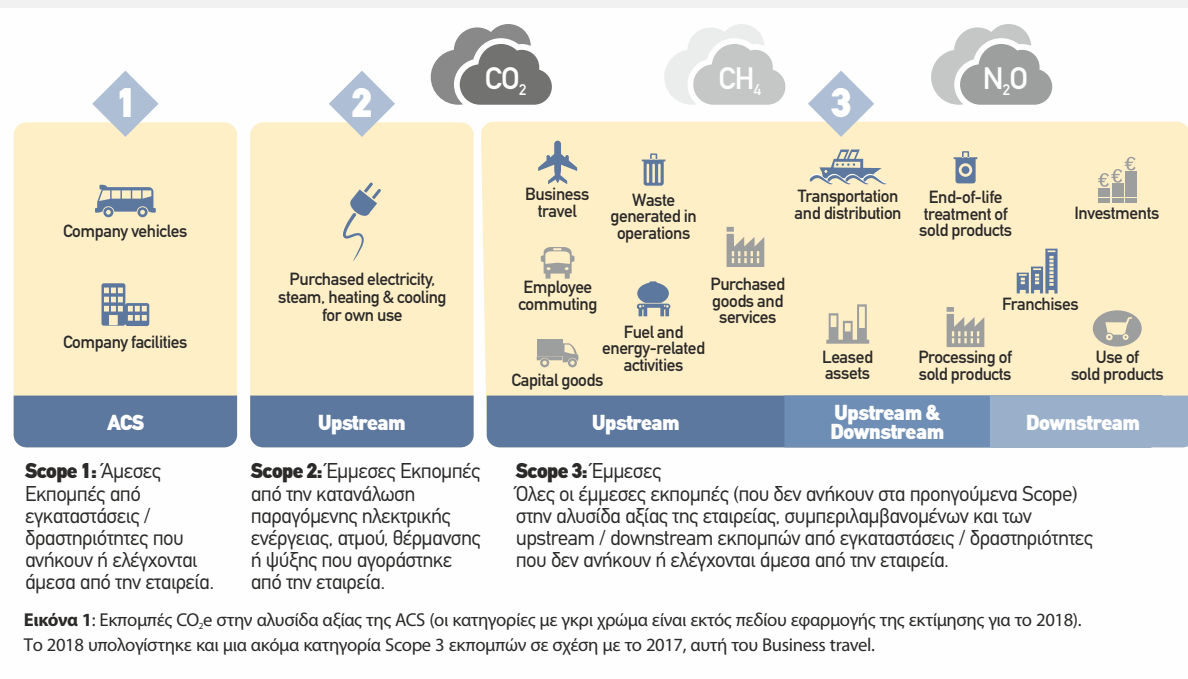 CO₂
CH₄
N₂O
1
2
3
Company vehicles
Company facilities
ACS
Purchased electricity,
steam, heating & cooling
for own use
Upstream
Business
travel
Waste
generated in
operations
Employee
commuting
Fuel and
energy-related
activities
Purchased
goods and
services
Capital goods
Upstream
Transportation
and distribution
Leased
assets
Upstream &
Downstream
End-of-life
treatment of
sold products
€€€
Investments
Franchises
Processing of
sold products
Use of
sold products
Downstream
Scope 1: Άμεσες
Εκπομπές από
εγκαταστάσεις /
δραστηριότητες που
ανήκουν ή ελέγχονται
άμεσα από την εταιρεία.
Scope 2: Έμμεσες Εκπομπές
από την κατανάλωση
παραγόμενης ηλεκτρικής
ενέργειας, ατμού, θέρμανσης
ή ψύξης που αγοράστηκε
από την εταιρεία.
Scope 3: Έμμεσες
Όλες οι έμμεσες εκπομπές (που δεν ανήκουν στα προηγούμενα Scope)
στην αλυσίδα αξίας της εταιρείας, συμπεριλαμβανομένων και των
upstream / downstream εκπομπών από εγκαταστάσεις / δραστηριότητες
που δεν ανήκουν ή ελέγχονται άμεσα από την εταιρεία.
Εικόνα 1: Εκπομπές CO₂e στην αλυσίδα αξίας της ACS (οι κατηγορίες με γκρι χρώμα είναι εκτός πεδίου εφαρμογής της εκτίμησης για το 2018).
Το 2018 υπολογίστηκε και μια ακόμα κατηγορία Scope 3 εκπομπών σε σχέση με το 2017, αυτή του Business travel.